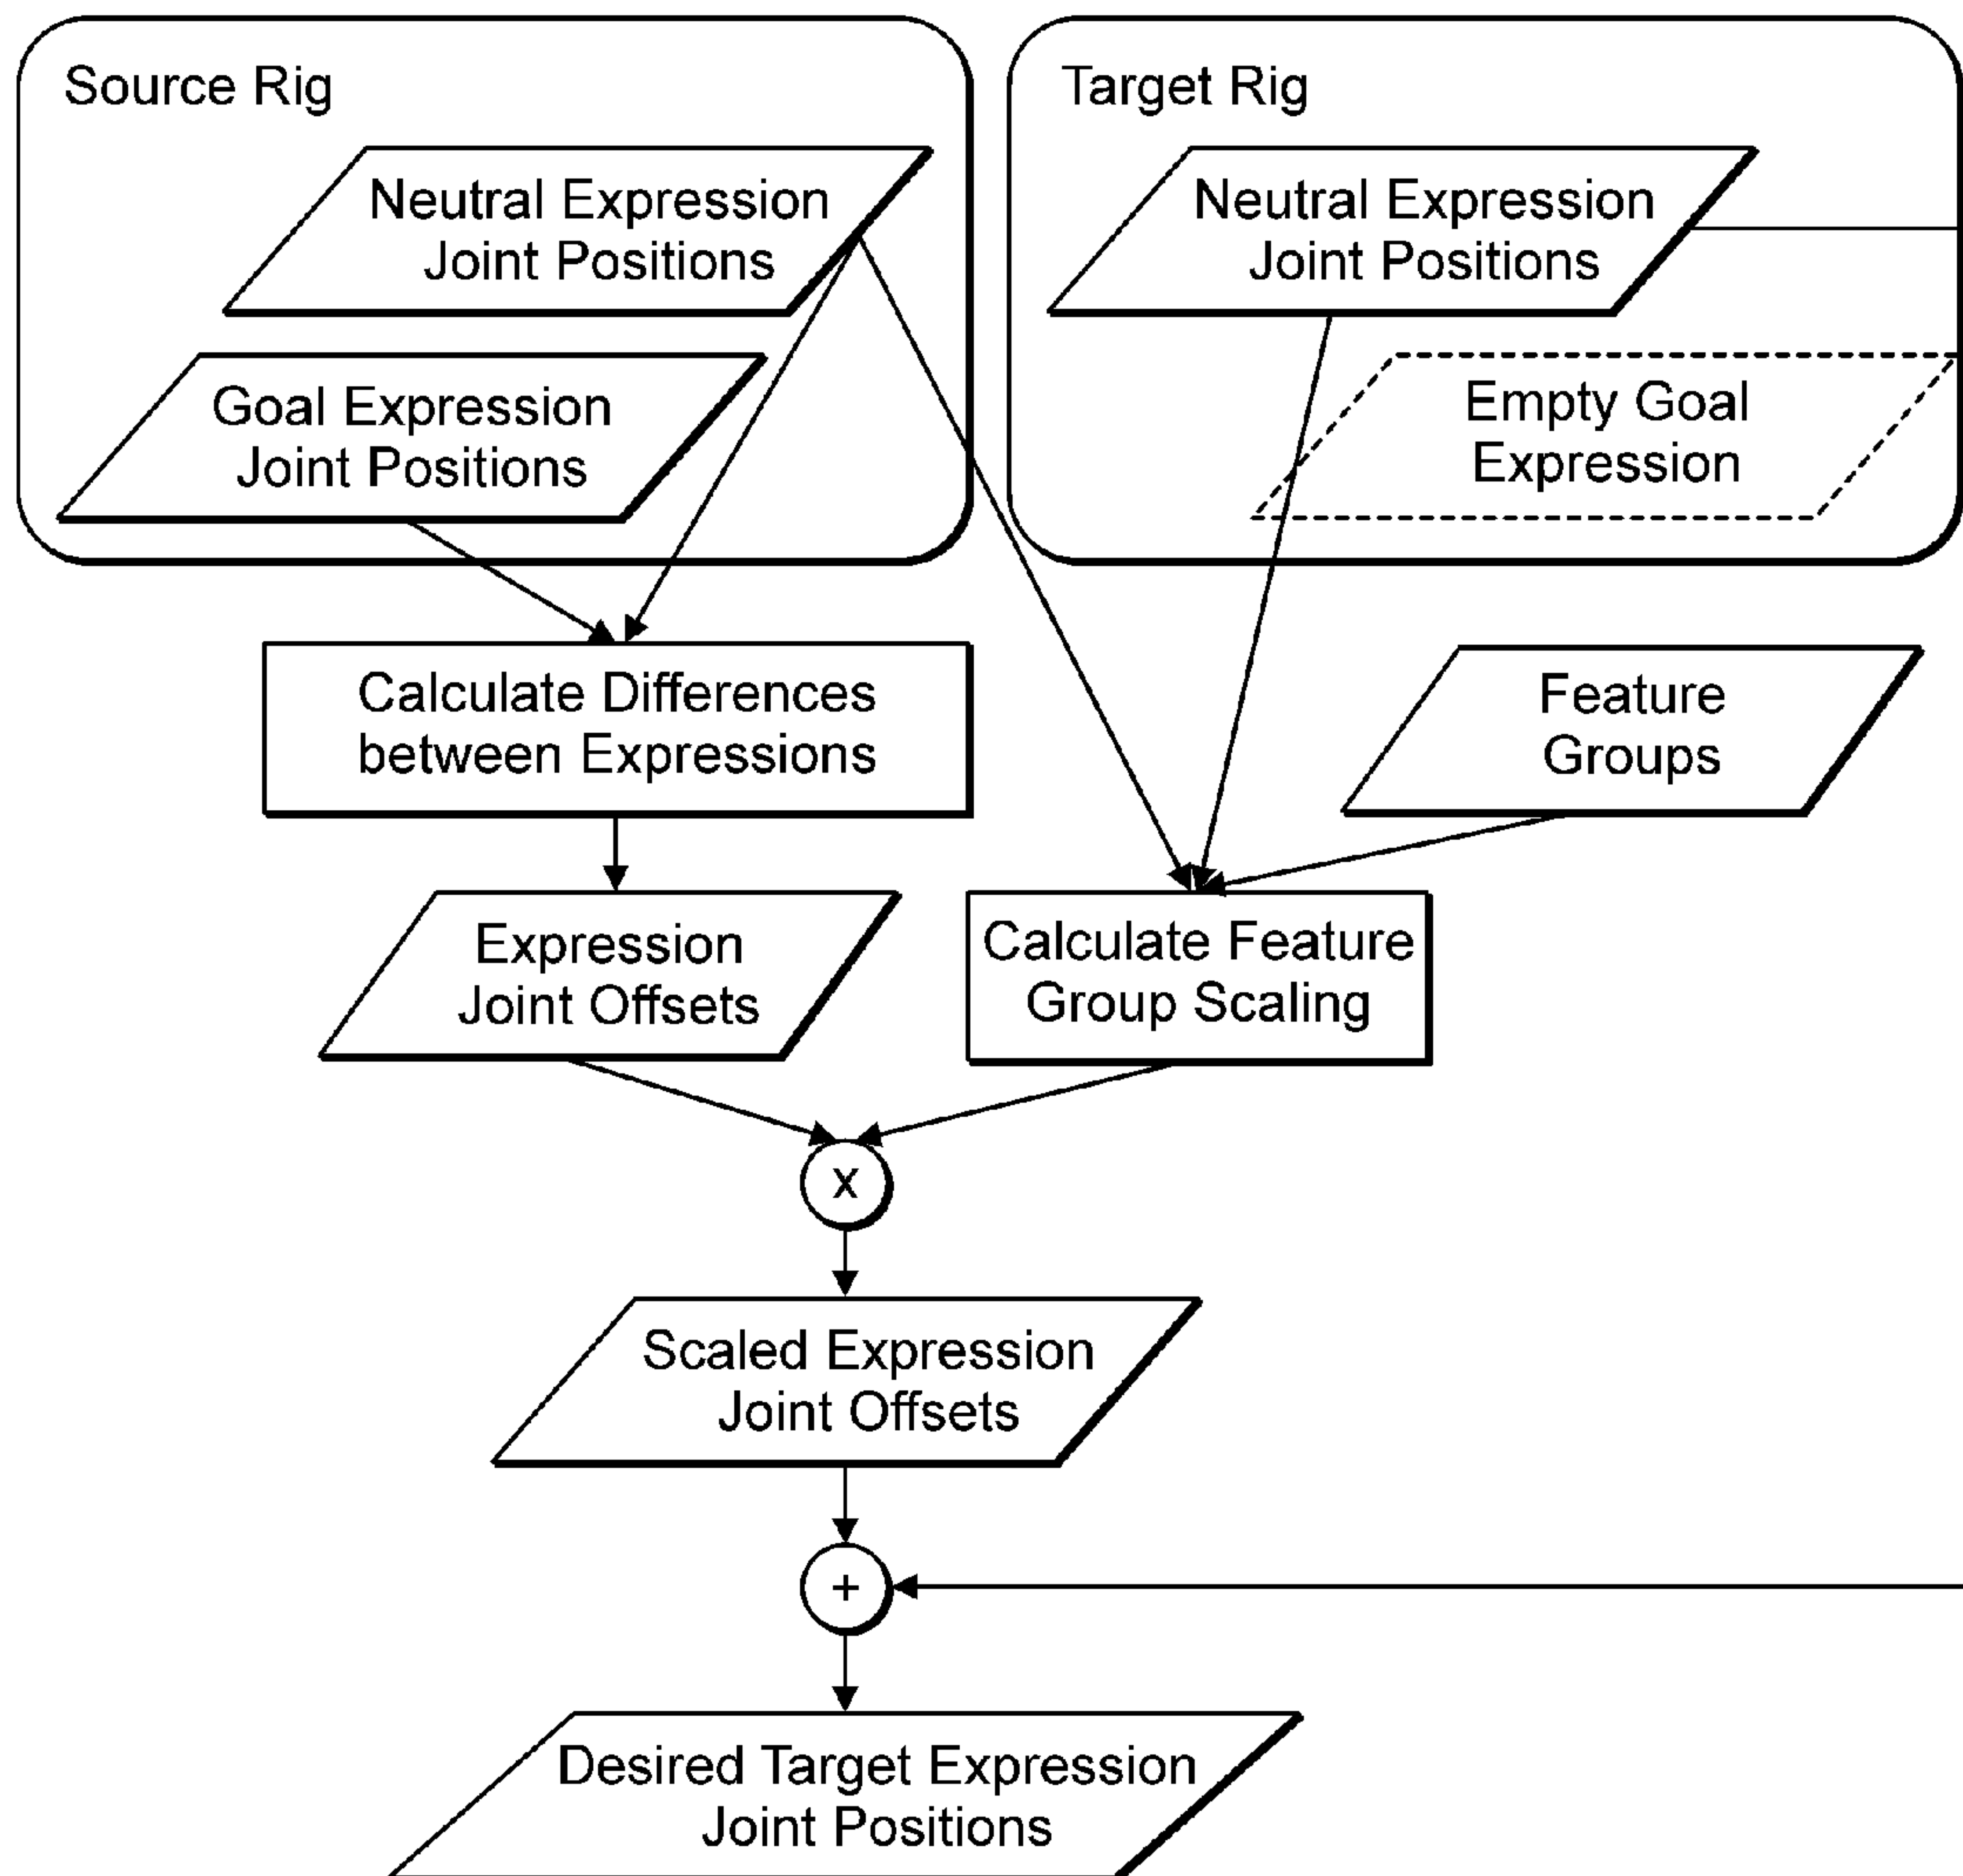 Source Rig
Neutral Expression
Joint Positions
Goal Expression
Joint Positions
Target Rig
Neutral Expression
Joint Positions
Empty Goal
Expression
Calculate Differences
between Expressions
Feature
Groups
Expression
Joint Offsets
Calculate Feature
Group Scaling
x
Scaled Expression
Joint Offsets
+
Desired Target Expression
Joint Positions